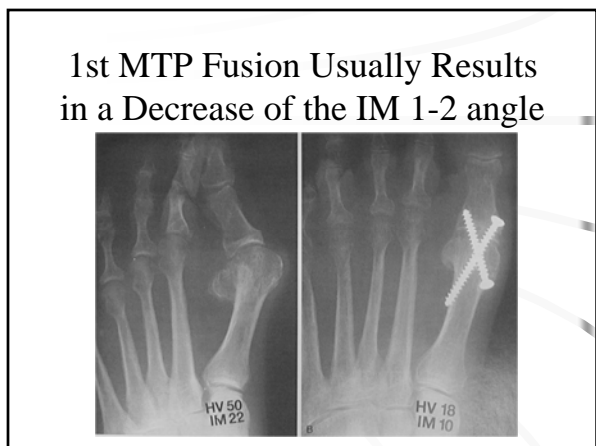 1st MTP Fusion Usually Results
in a Decrease of the IM 1-2 angle
HV 50
IM 22
HV 18
IM 10
B